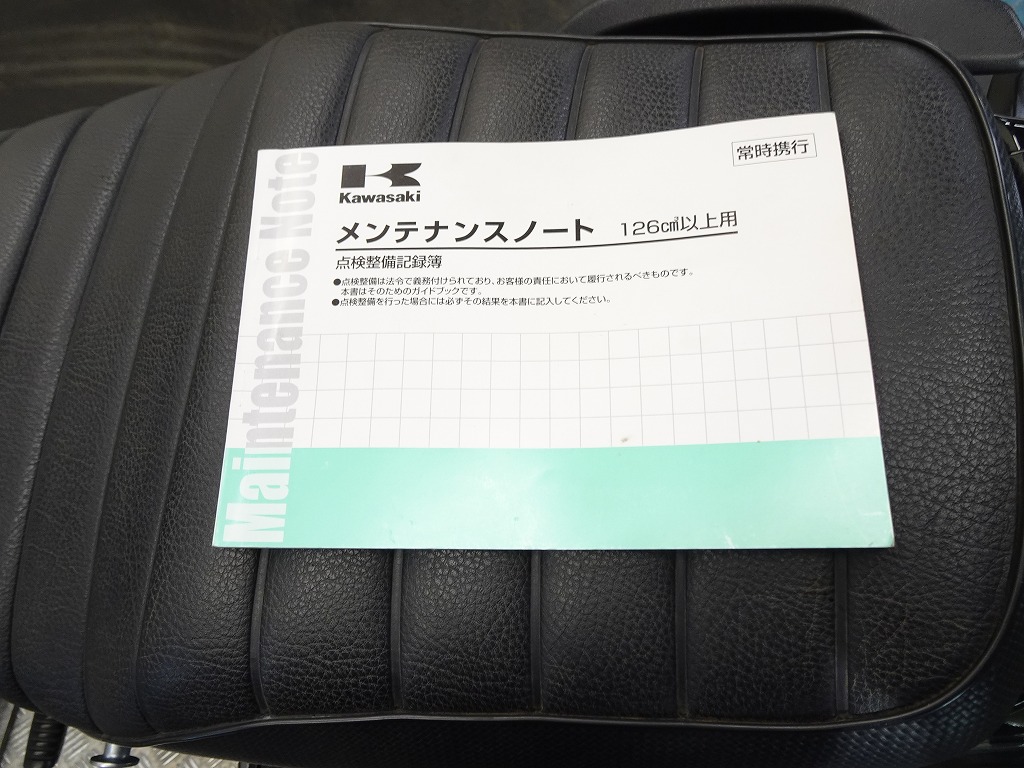 常時携行
Kawasaki
メンテナンスノート 126cm³以上用
点検整備記録簿
●点検整備は法令で義務付けられており、お客様の責任において履行されるべきものです。
本書はそのためのガイドブックです。
●点検整備を行った場合には必ずその結果を本書に記入してください。
Maintenance Note